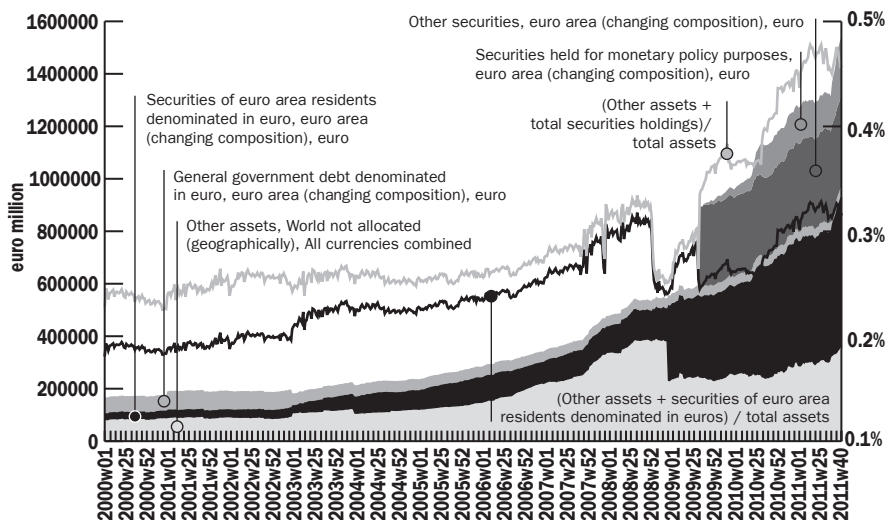 1600000
1400000
1200000
1000000
800000
600000
400000
200000
0
euro million
0.5%
0.4%
0.3%
0.2%
0.1%
Other securities, euro area (changing composition), euro
Securities held for monetary policy purposes,
euro area (changing composition), euro
(Other assets +
total securities holdings)/
total assets
Securities of euro area residents
denominated in euro, euro area
(changing composition), euro
General government debt denominated
in euro, euro area (changing composition), euro
Other assets, World not allocated
(geographically), All currencies combined
(Other assets + securities of euro area
residents denominated in euros) / total assets
2000w01
2000w25
2000w52
2001w01
2001w25
2001w52
2002w01
2002w25
2002w52
2003w01
2003w25
2003w52
2004w01
2004w25
2004w52
2005w01
2005w25
2005w52
2006w01
2006w25
2006w52
2007w01
2007w25
2007w52
2008w01
2008w25
2008w52
2009w01
2009w25
2009w52
2010w01
2010w25
2010w52
2011w01
2011w25
2011w40